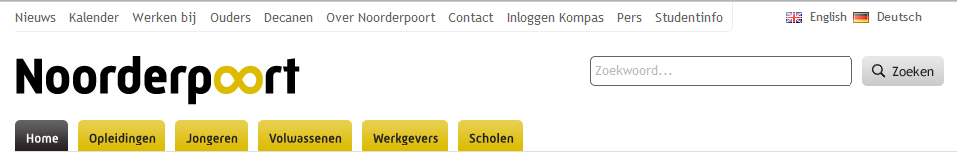 Nieuws Kalender Werken bij Ouders Decanen Over Noorderpoort Contact Inloggen Kompas Pers Studentinfo English Deutsch
Noorderpoort Zoekwoord... Zoeken
Home Opleidingen Jongeren Volwassenen Werkgevers Scholen